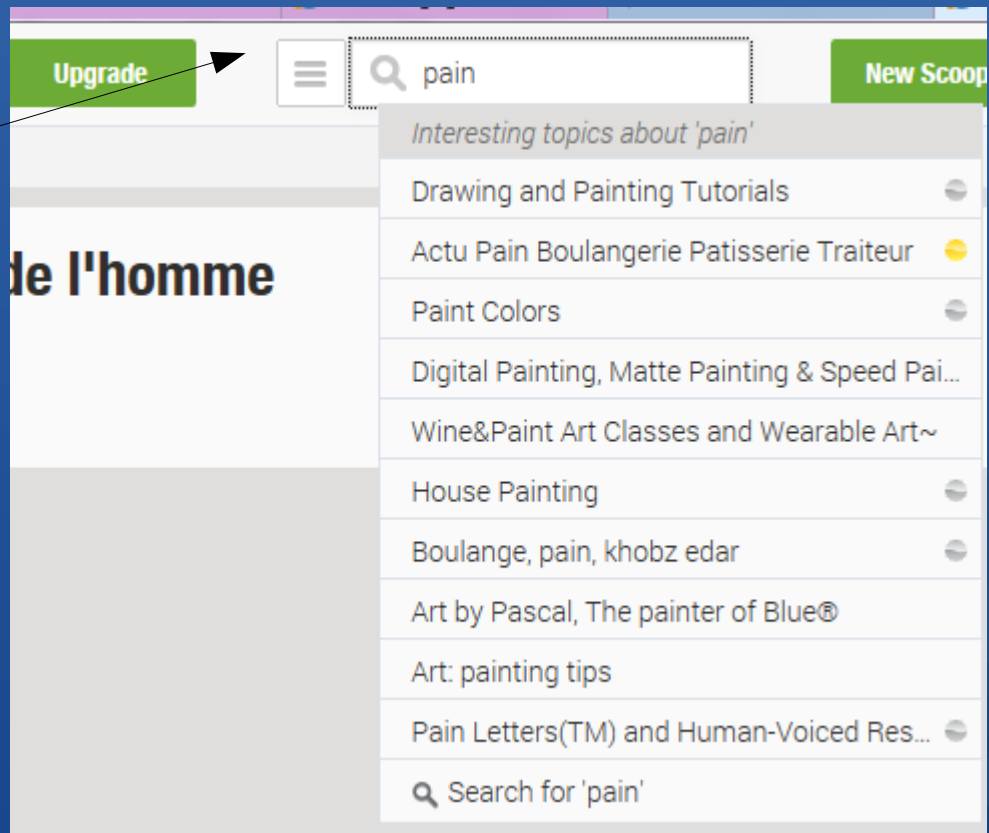 Upgrade
pain
New Scoop
Interesting topics about 'pain'
Drawing and Painting Tutorials
Actu Pain Boulangerie Patisserie Traiteur
de l'homme
Paint Colors
Digital Painting, Matte Painting & Speed Pai...
Wine&Paint Art Classes and Wearable Art~
House Painting
Boulange, pain, khobz edar
Art by Pascal, The painter of Blue®
Art: painting tips
Pain Letters(TM) and Human-Voiced Res...
Search for 'pain'